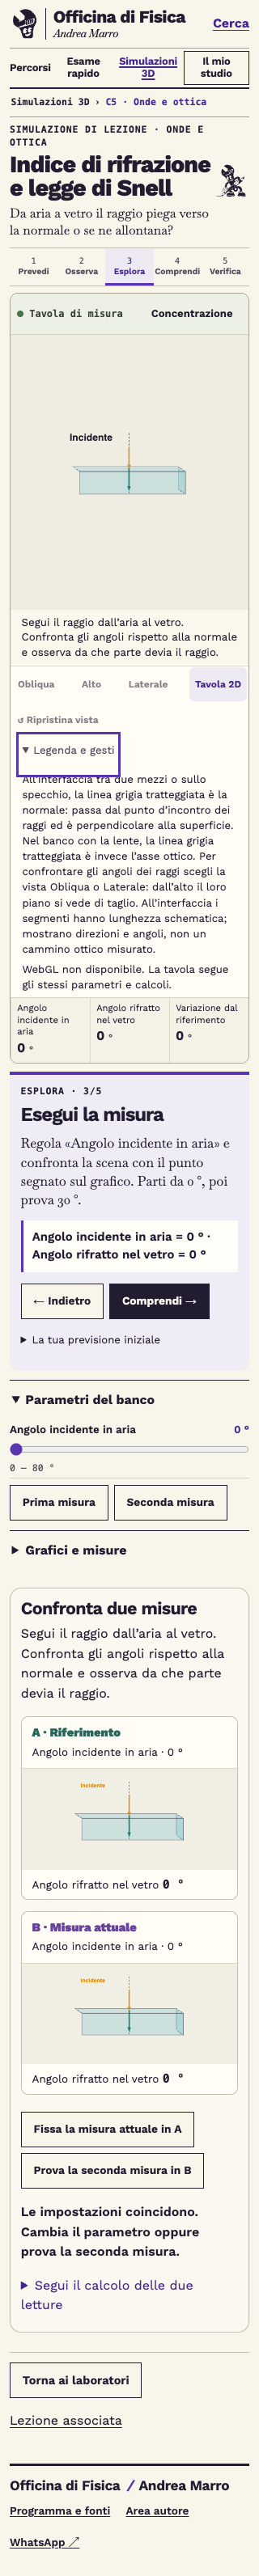 Officina di Fisica
Andrea Marro
Cerca
Percorsi
Esame rapido
Simulazioni 3D
Il mio studio
Simulazioni 3D › C5 · Onde e ottica
SIMULAZIONE DI LEZIONE · ONDE E
OTTICA
Indice di rifrazione
e legge di Snell
Da aria a vetro il raggio piega verso
la normale o se ne allontana?
1 Prevedi
2 Osserva
3 Esplora
4 Comprendi
5 Verifica
Tavola di misura
Concentrazione
Incidente
Segui il raggio dall’aria al vetro.
Confronta gli angoli rispetto alla normale
e osserva da che parte devia il raggio.
Obliqua
Alto
Laterale
Tavola 2D
↺ Ripristina vista
▼ Legenda e gesti
All’interfaccia tra due mezzi o sullo
specchio, la linea grigia tratteggiata è la
normale: passa dal punto d’incontro dei
raggi ed è perpendicolare alla superficie.
Nel banco con la lente, la linea grigia
tratteggiata è invece l’asse ottico. Per
confrontare gli angoli dei raggi scegli la
vista Obliqua o Laterale: dall’alto il loro
piano si vede di taglio. All’interfaccia i
segmenti hanno lunghezza schematica;
mostrano direzioni e angoli, non un
cammino ottico misurato.
WebGL non disponibile. La tavola segue
gli stessi parametri e calcoli.
Angolo incidente in aria
0 °
Angolo rifratto nel vetro
0 °
Variazione dal riferimento
0 °
ESPLORA · 3/5
Esegui la misura
Regola «Angolo incidente in aria» e
confronta la scena con il punto
segnato sul grafico. Parti da 0 °, poi
prova 30 °.
Angolo incidente in aria = 0 ° ·
Angolo rifratto nel vetro = 0 °
← Indietro
Comprendi →
▶ La tua previsione iniziale
▼ Parametri del banco
Angolo incidente in aria
0 °
0 — 80 °
Prima misura
Seconda misura
▶ Grafici e misure
Confronta due misure
Segui il raggio dall’aria al vetro.
Confronta gli angoli rispetto alla
normale e osserva da che parte
devia il raggio.
A · Riferimento
Angolo incidente in aria · 0 °
Incidente
Angolo rifratto nel vetro 0 °
B · Misura attuale
Angolo incidente in aria · 0 °
Incidente
Angolo rifratto nel vetro 0 °
Fissa la misura attuale in A
Prova la seconda misura in B
Le impostazioni coincidono.
Cambia il parametro oppure
prova la seconda misura.
▶ Segui il calcolo delle due
letture
Torna ai laboratori
Lezione associata
Officina di Fisica / Andrea Marro
Programma e fonti
Area autore
WhatsApp ↗